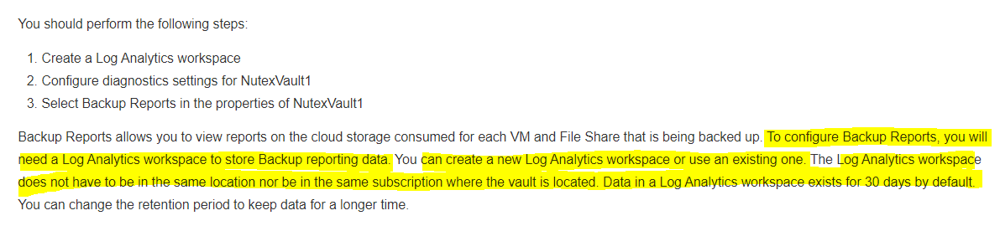 You should perform the following steps:
1. Create a Log Analytics workspace
2. Configure diagnostics settings for NutexVault1
3. Select Backup Reports in the properties of NutexVault1
Backup Reports allows you to view reports on the cloud storage consumed for each VM and File Share that is being backed up. To configure Backup Reports, you will
need a Log Analytics workspace to store Backup reporting data. You can create a new Log Analytics workspace or use an existing one. The Log Analytics workspace
does not have to be in the same location nor be in the same subscription where the vault is located. Data in a Log Analytics workspace exists for 30 days by default.
You can change the retention period to keep data for a longer time.